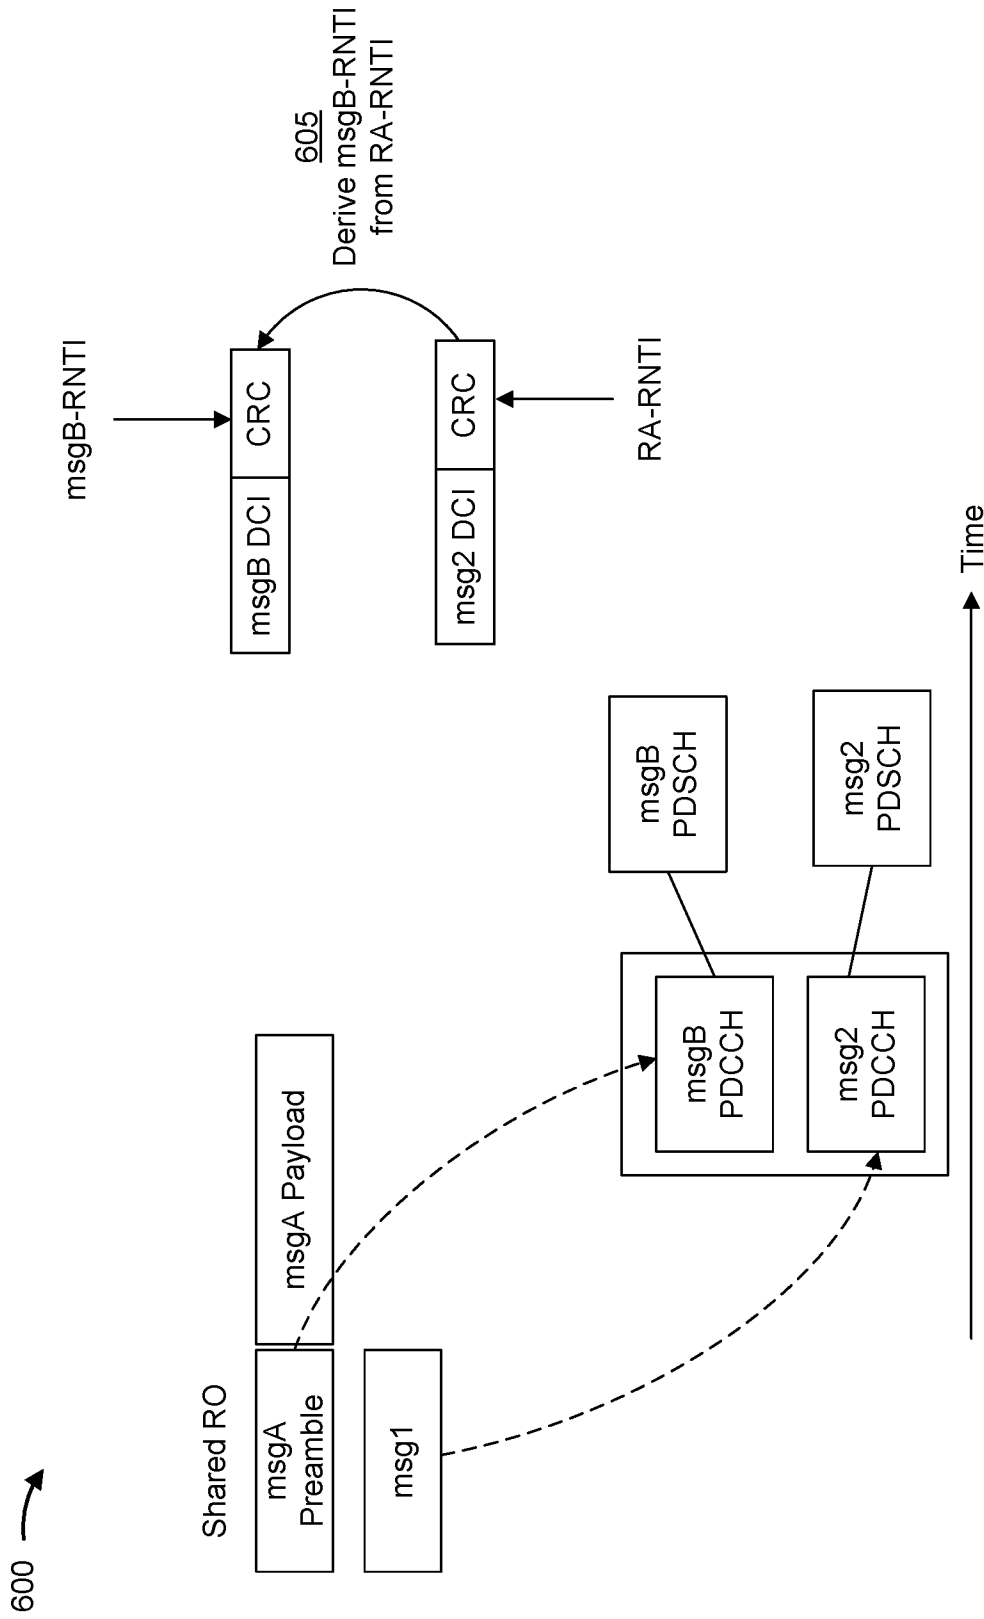 600
Shared RO
msgA
Preamble
msgA Payload
msg1
msgB
PDCCH
msg2
PDCCH
msgB
PDSCH
msg2
PDSCH
Time
msgB-RNTI
msgB DCI
CRC
msg2 DCI
CRC
RA-RNTI
605
Derive msgB-RNTI
from RA-RNTI